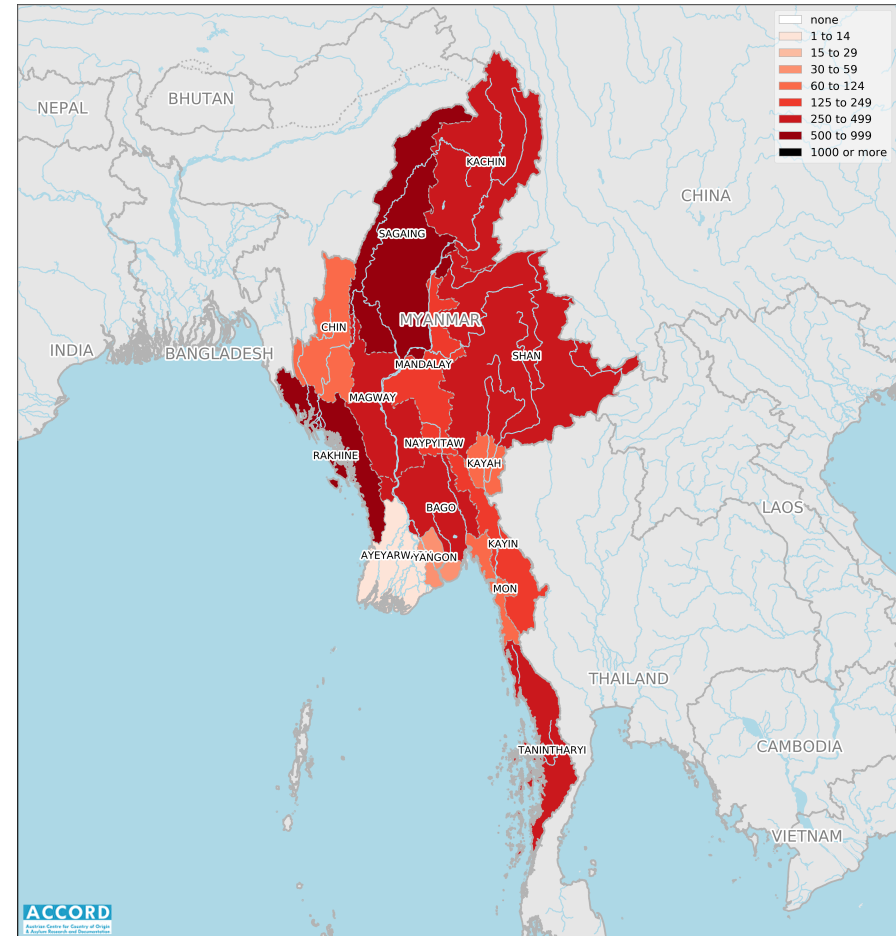 none
1 to 14
15 to 29
30 to 59
60 to 124
125 to 249
250 to 499
500 to 999
1000 or more
NEPAL
BHUTAN
KACHIN
CHINA
SAGAING
MYANMAR
CHIN
INDIA
BANGLADESH
SHAN
MANDALAY
MAGWAY
NAYPYITAW
RAKHINE
KAYAH
BAGO
LAOS
KAYIN
AYEYARWA
YANGON
MON
THAILAND
TANINTHARYI
CAMBODIA
VIETNAM
ACCORD
Austrian Centre for Country of Origin
& Asylum Research and Documentation